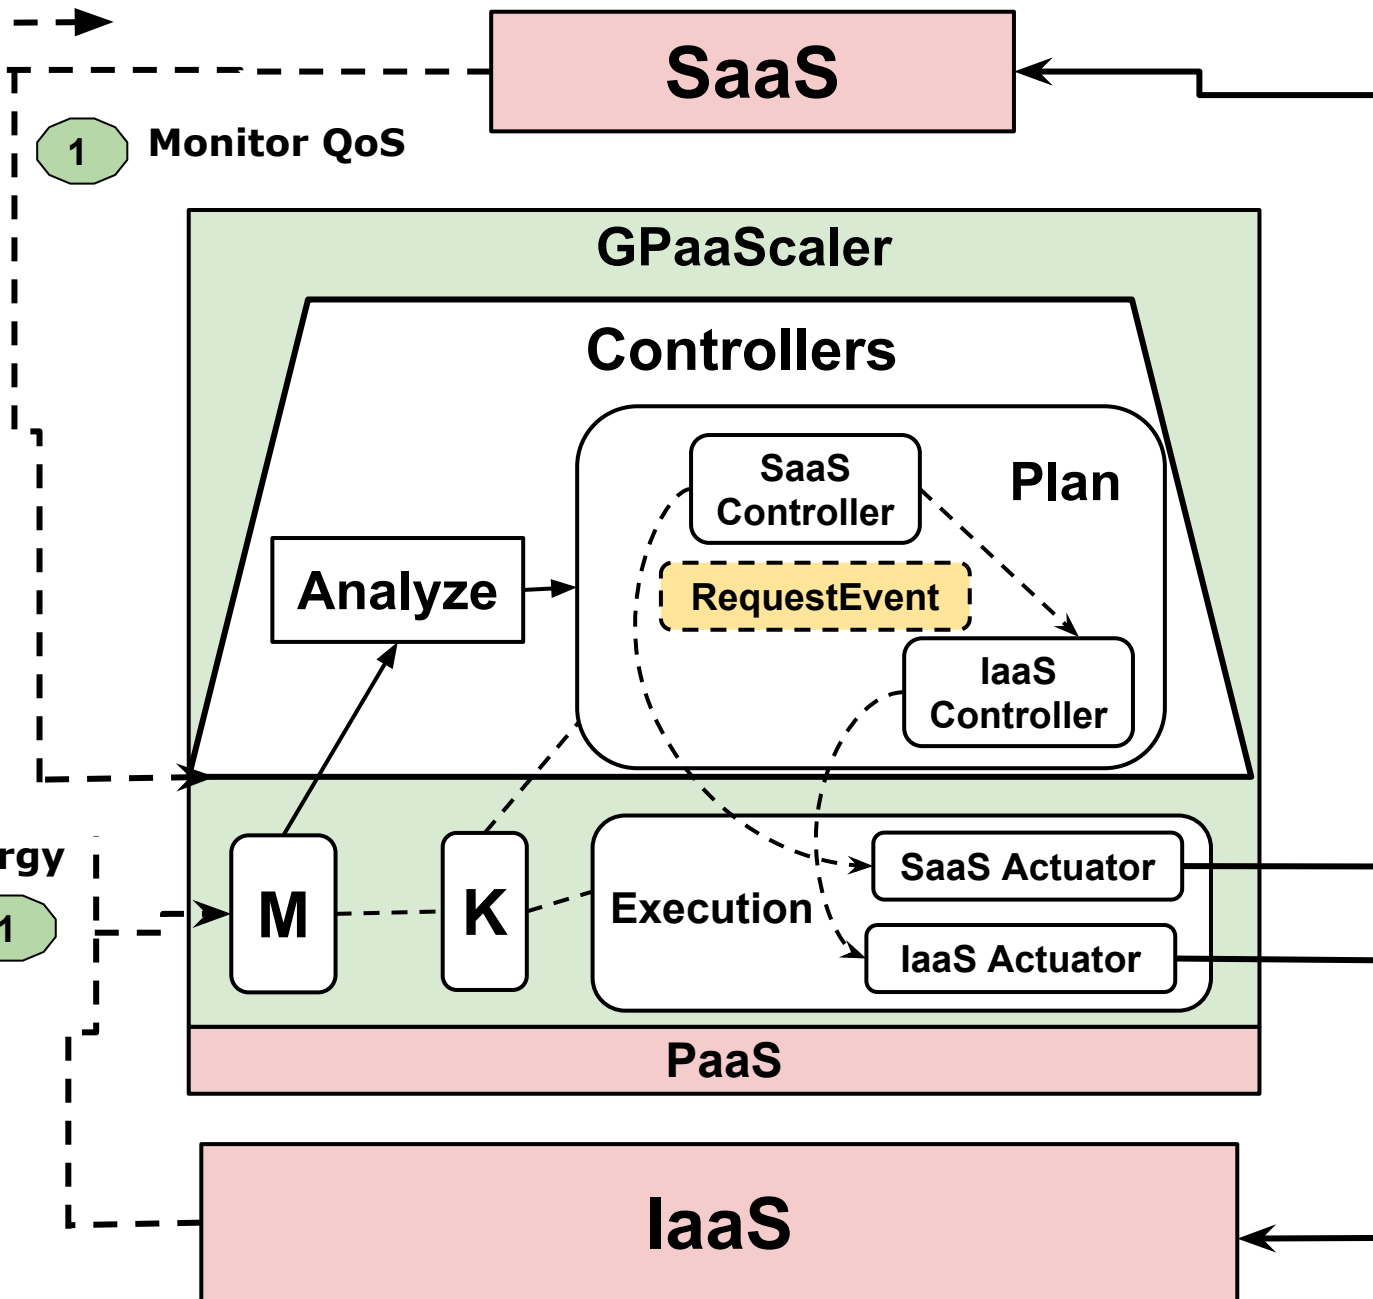 SaaS
1 Monitor QoS
GPaaScaler
Controllers
SaaS
Controller
Plan
Analyze
RequestEvent
IaaS
Controller
rgy
1
M
K
Execution
SaaS Actuator
IaaS Actuator
PaaS
IaaS